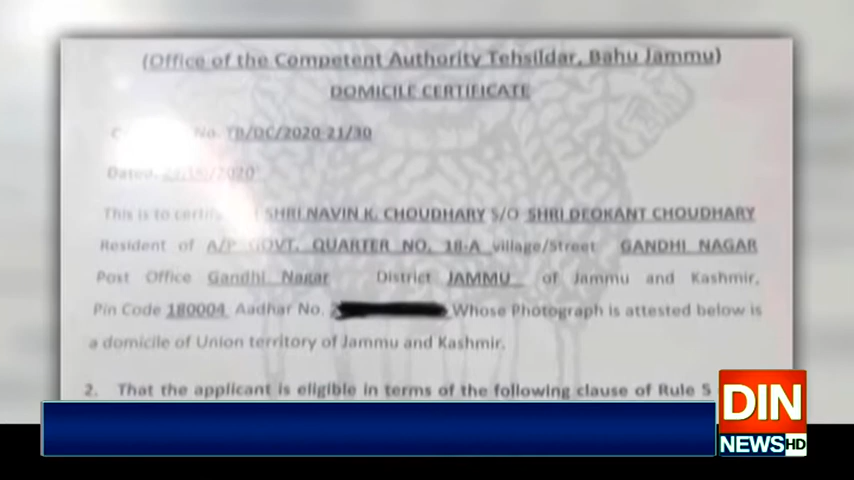 (Office of the Competent Authority Tehsildar, Bahu Jammu)
DOMICILE CERTIFICATE
No. TB/DC/2020-21/30
Dated. /2020
This is to SHRI NAVIN K. CHOUDHARY S/O SHRI DEOKANT CHOUDHARY
Resident of A/P GOVT. QUARTER NO. 18-A village/Street GANDHI NAGAR
Post Office Gandhi Nagar District JAMMU of Jammu and Kashmir,
Pin Code 180004 Aadhar No. Whose Photograph is attested below is
a domicile of Union territory of Jammu and Kashmir.
2. That the applicant is eligible in terms of the following clause of Rule 5
DIN
NEWS HD